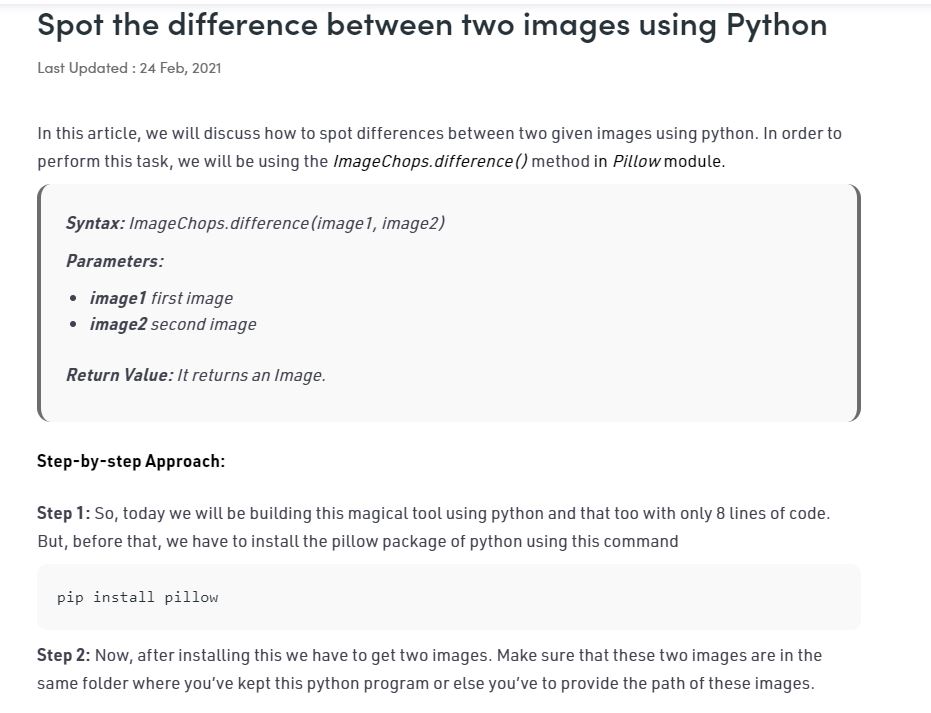 Spot the difference between two images using Python
Last Updated : 24 Feb, 2021
In this article, we will discuss how to spot differences between two given images using python. In order to
perform this task, we will be using the ImageChops.difference() method in Pillow module.
Syntax: ImageChops.difference(image1, image2)
Parameters:
• image1 first image
• image2 second image
Return Value: It returns an Image.
Step-by-step Approach:
Step 1: So, today we will be building this magical tool using python and that too with only 8 lines of code.
But, before that, we have to install the pillow package of python using this command
pip install pillow
Step 2: Now, after installing this we have to get two images. Make sure that these two images are in the
same folder where you’ve kept this python program or else you’ve to provide the path of these images.